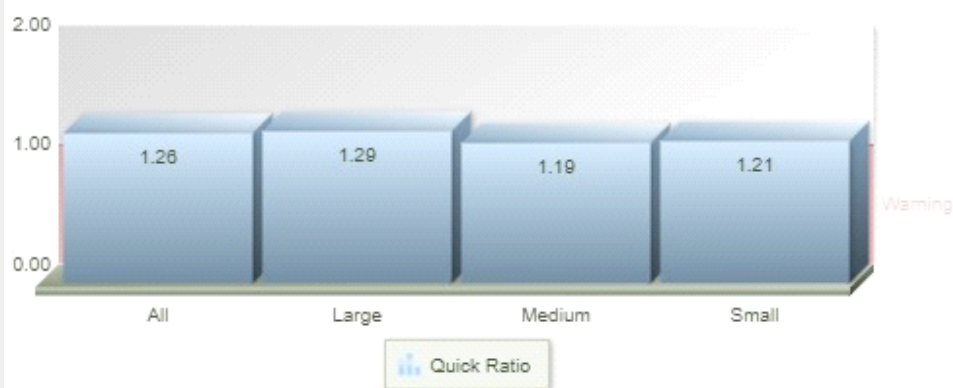 2.00
1.00
0.00
1.26
1.29
1.19
1.21
Warning
All
Large
Medium
Small
Quick Ratio